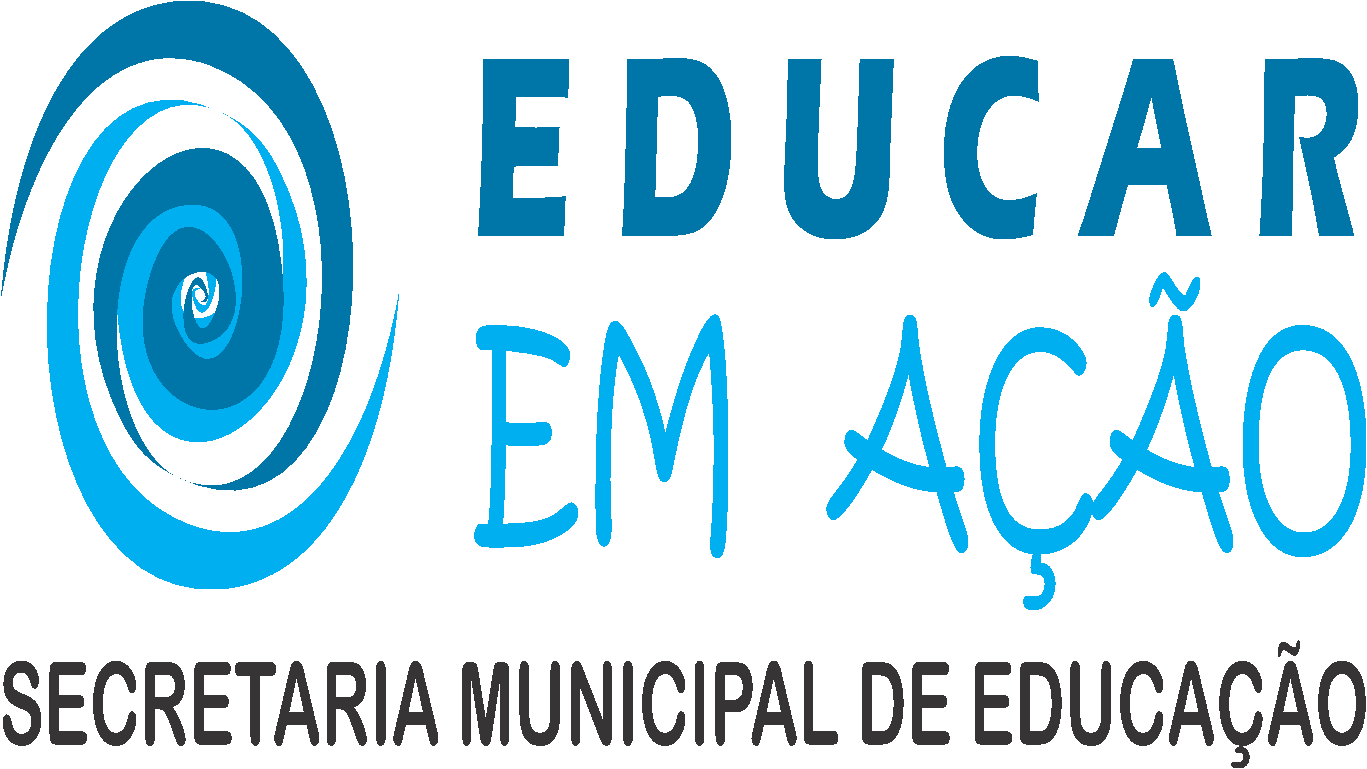 EDUCAR
EM AÇÃO
SECRETARIA MUNICIPAL DE EDUCAÇÃO